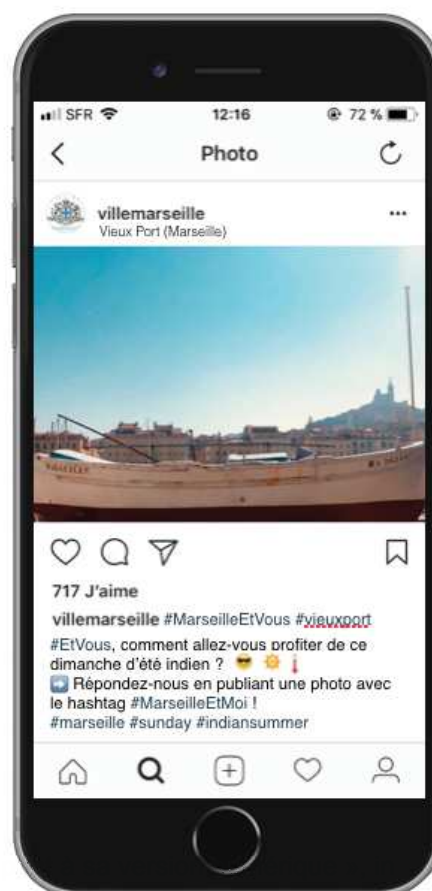 SFR 12:16 72 %
Photo
villemarseille
Vieux Port (Marseille)
717 J'aime
villemarseille #MarseilleEtVous #vieuxport
#EtVous, comment allez-vous profiter de ce
dimanche d'été indien ? 😎 🌞 🌡
➡ Répondez-nous en publiant une photo avec
le hashtag #MarseilleEtMoi !
#marseille #sunday #indiansummer